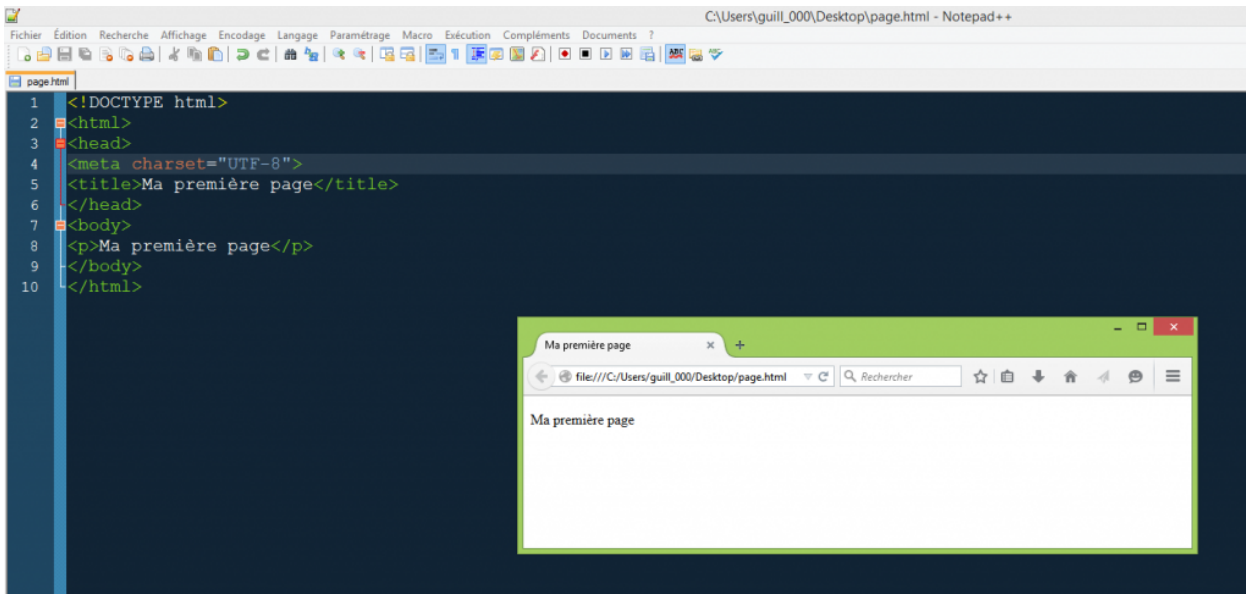 C:\Users\guill_000\Desktop\page.html - Notepad++
Fichier Édition Recherche Affichage Encodage Langage Paramétrage Macro Exécution Compléments Documents ?
ABC
page.html
1 <!DOCTYPE html>
2 <html>
3 <head>
4 <meta charset="UTF-8">
5 <title>Ma première page</title>
6 </head>
7 <body>
8 <p>Ma première page</p>
9 </body>
10 </html>
Ma première page
file:///C:/Users/guill_000/Desktop/page.html Rechercher
Ma première page